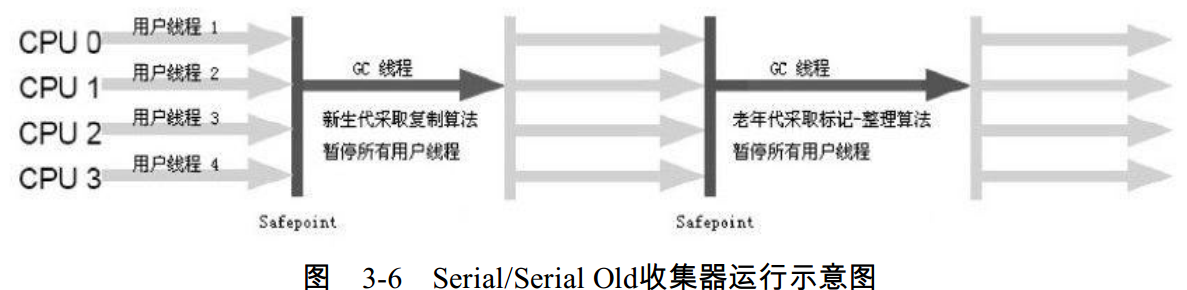 CPU 0 用户线程 1
CPU 1 用户线程 2
CPU 2 用户线程 3
CPU 3 用户线程 4
GC 线程
新生代采取复制算法
暂停所有用户线程
Safepoint
GC 线程
老年代采取标记-整理算法
暂停所有用户线程
Safepoint
图 3-6 Serial/Serial Old收集器运行示意图